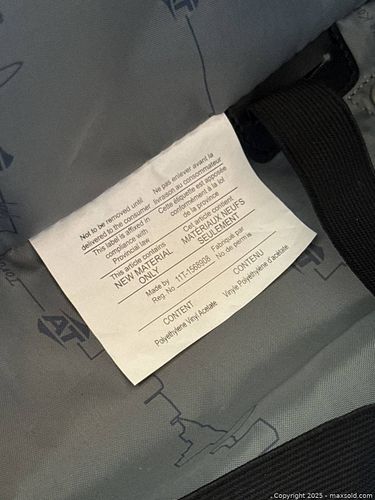 Not to be removed until
delivered to the consumer
This label is affixed in
compliance with
Provincial law
Ne pas enlever avant la
livraison au consommateur
Cette étiquette est apposée
conformément à la loi
de la province
This article contains
NEW MATERIAL
ONLY
Cet article contient
MATÉRIAUX NEUFS
SEULEMENT
Made by Fabriqué par
Reg. No. 11T-1568908 No. de permis
CONTENT
Polyethylene Vinyl Acetate
CONTENU
Vinyle Polyéthylène d'acétate
AT
AT
Copyright 2025 - maxsold.com